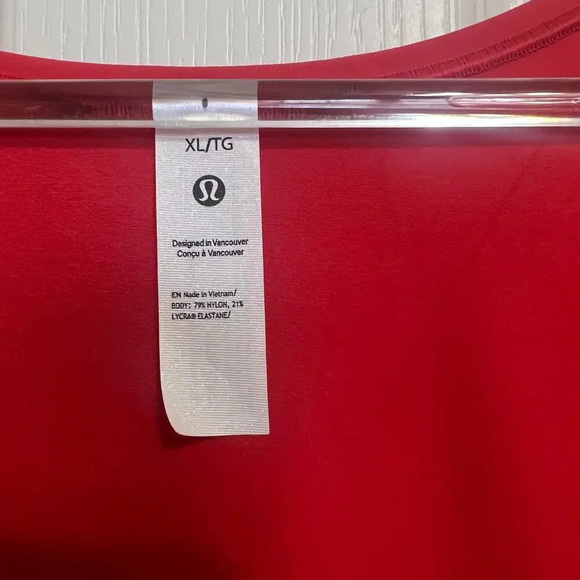 XL/TG
Designed in Vancouver
Conçu à Vancouver
EN Made in Vietnam/
BODY: 79% NYLON, 21%
LYCRA® ELASTANE/